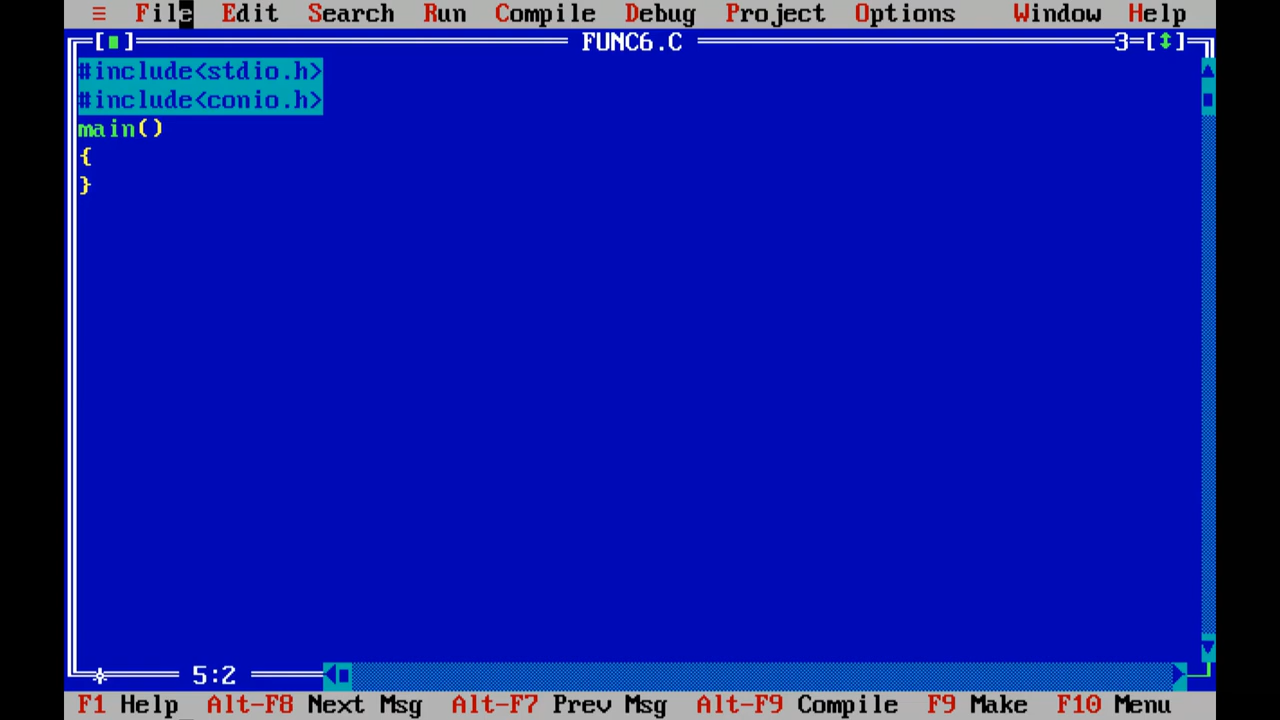 ≡ File Edit Search Run Compile Debug Project Options Window Help
[■] FUNC6.C 3=[↕]
#include<stdio.h>
#include<conio.h>
main()
{
}
5:2
F1 Help Alt-F8 Next Msg Alt-F7 Prev Msg Alt-F9 Compile F9 Make F10 Menu